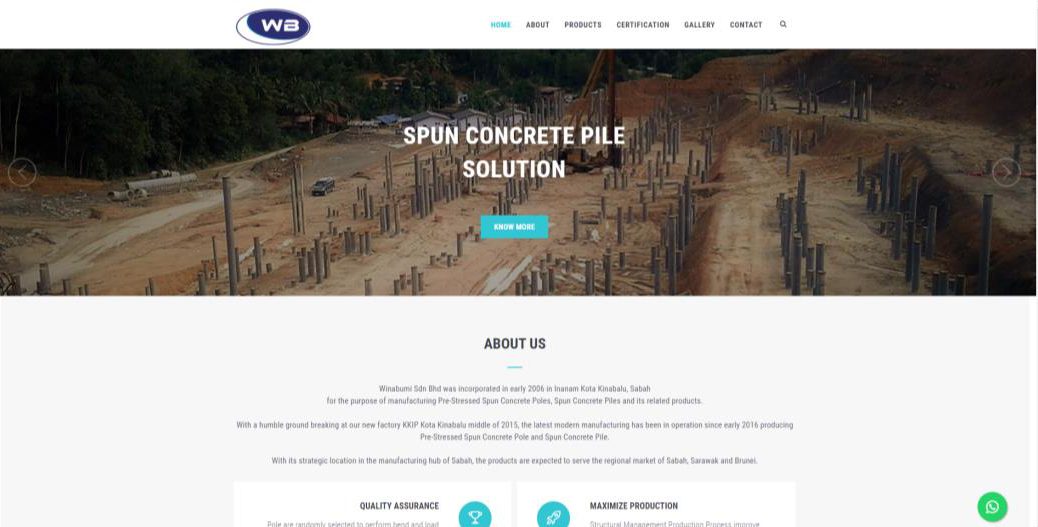 WB
HOME ABOUT PRODUCTS CERTIFICATION GALLERY CONTACT
SPUN CONCRETE PILE
SOLUTION
KNOW MORE
ABOUT US
Winabumi Sdn Bhd was incorporated in early 2006 in Inanam Kota Kinabalu, Sabah
for the purpose of manufacturing Pre-Stressed Spun Concrete Poles, Spun Concrete Piles and its related products.
With a humble ground breaking at our new factory KKIP Kota Kinabalu middle of 2015, the latest modern manufacturing has been in operation since early 2016 producing
Pre-Stressed Spun Concrete Pole and Spun Concrete Pile.
With its strategic location in the manufacturing hub of Sabah, the products are expected to serve the regional market of Sabah, Sarawak and Brunei.
QUALITY ASSURANCE
Pole are randomly selected to perform bend and load
MAXIMIZE PRODUCTION
Structural Management Production Process improve